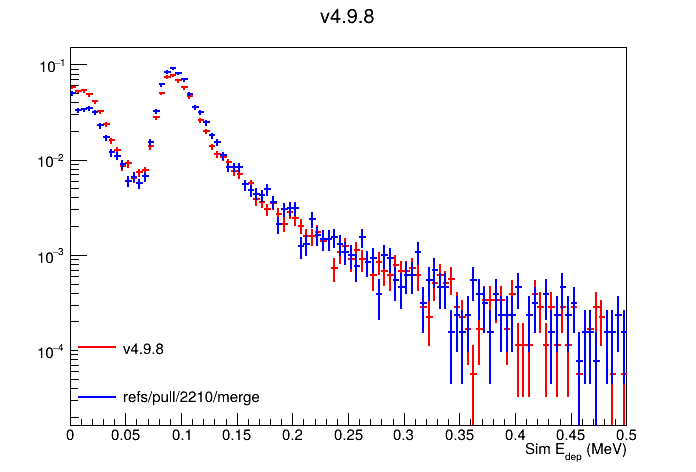 v4.9.8
10⁻¹
10⁻²
10⁻³
10⁻⁴
v4.9.8
refs/pull/2210/merge
0 0.05 0.1 0.15 0.2 0.25 0.3 0.35 0.4 0.45 0.5
Sim E_dep (MeV)